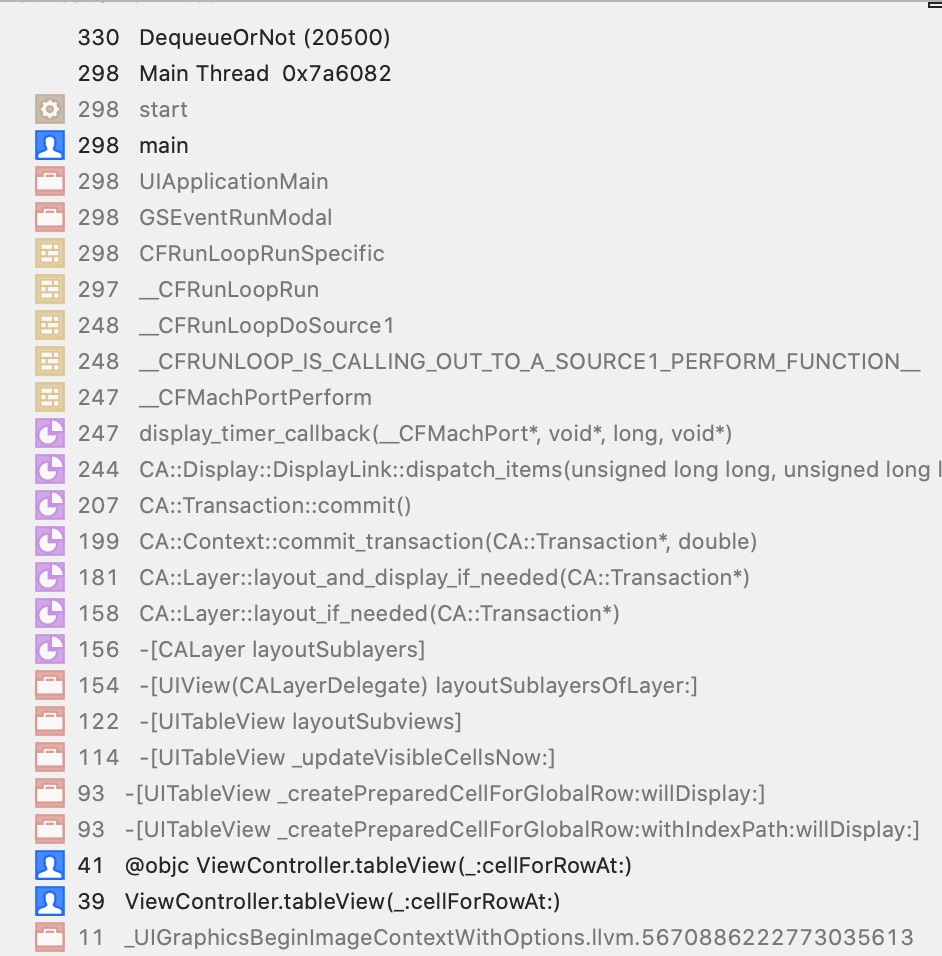 330 DequeueOrNot (20500)
298 Main Thread 0x7a6082
298 start
298 main
298 UIApplicationMain
298 GSEventRunModal
298 CFRunLoopRunSpecific
297 __CFRunLoopRun
248 __CFRunLoopDoSource1
248 __CFRUNLOOP_IS_CALLING_OUT_TO_A_SOURCE1_PERFORM_FUNCTION__
247 __CFMachPortPerform
247 display_timer_callback(__CFMachPort*, void*, long, void*)
244 CA::Display::DisplayLink::dispatch_items(unsigned long long, unsigned long l
207 CA::Transaction::commit()
199 CA::Context::commit_transaction(CA::Transaction*, double)
181 CA::Layer::layout_and_display_if_needed(CA::Transaction*)
158 CA::Layer::layout_if_needed(CA::Transaction*)
156 -[CALayer layoutSublayers]
154 -[UIView(CALayerDelegate) layoutSublayersOfLayer:]
122 -[UITableView layoutSubviews]
114 -[UITableView _updateVisibleCellsNow:]
93 -[UITableView _createPreparedCellForGlobalRow:willDisplay:]
93 -[UITableView _createPreparedCellForGlobalRow:withIndexPath:willDisplay:]
41 @objc ViewController.tableView(_:cellForRowAt:)
39 ViewController.tableView(_:cellForRowAt:)
11 _UIGraphicsBeginImageContextWithOptions.llvm.5670886222773035613